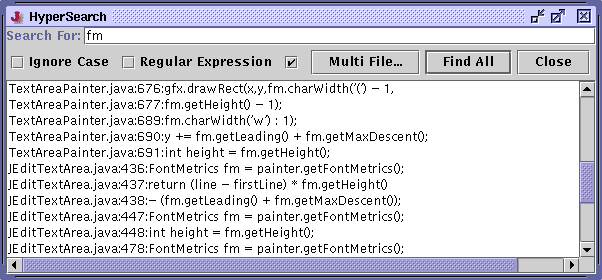 HyperSearch
Search For: fm
Ignore Case Regular Expression Multi File... Find All Close
TextAreaPainter.java:676:gfx.drawRect(x,y,fm.charWidth('(') – 1,
TextAreaPainter.java:677:fm.getHeight() – 1);
TextAreaPainter.java:689:fm.charWidth('w') : 1);
TextAreaPainter.java:690:y += fm.getLeading() + fm.getMaxDescent();
TextAreaPainter.java:691:int height = fm.getHeight();
JEditTextArea.java:436:FontMetrics fm = painter.getFontMetrics();
JEditTextArea.java:437:return (line – firstLine) * fm.getHeight()
JEditTextArea.java:438:– (fm.getLeading() + fm.getMaxDescent());
JEditTextArea.java:447:FontMetrics fm = painter.getFontMetrics();
JEditTextArea.java:448:int height = fm.getHeight();
JEditTextArea.java:478:FontMetrics fm = painter.getFontMetrics();